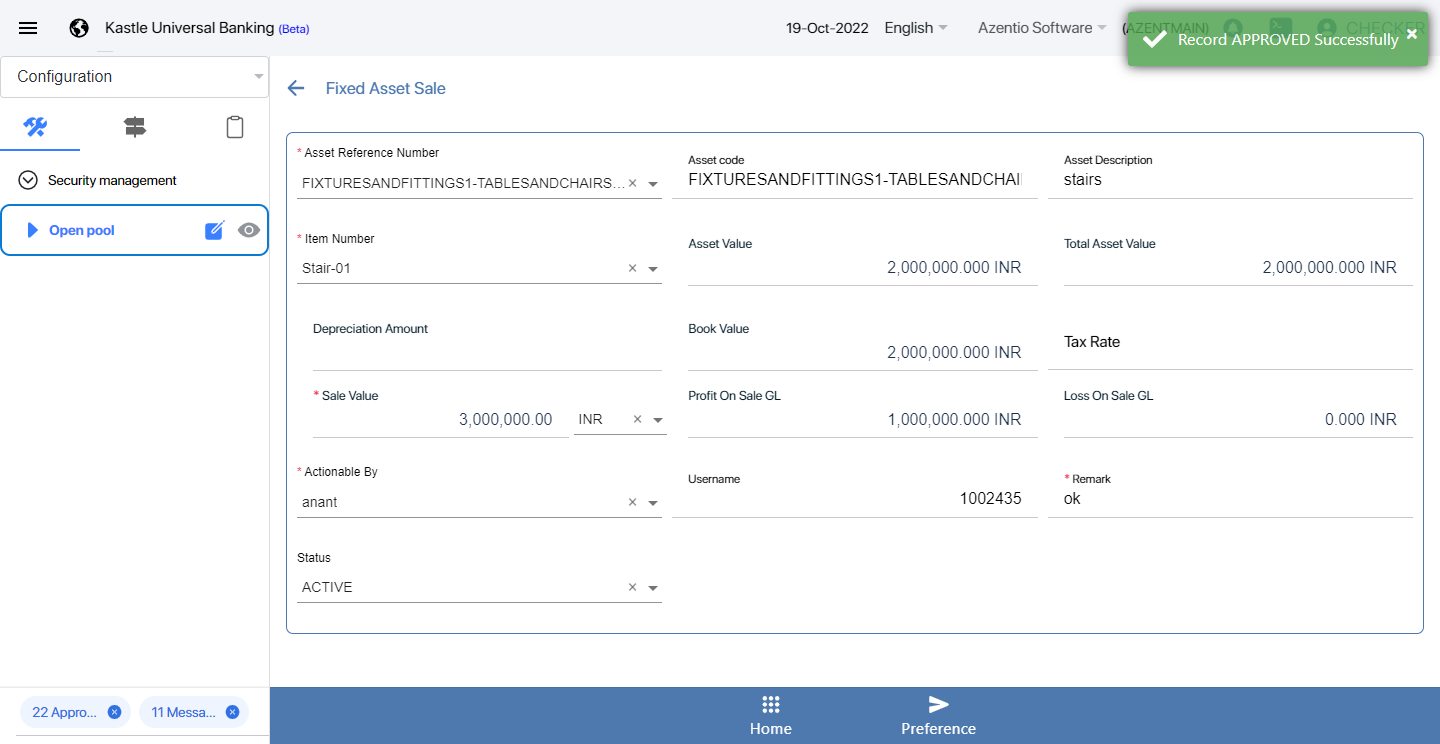 Kastle Universal Banking (Beta)
19-Oct-2022
English
Azentio Software
(AZENTMAIN)
CHECKER
Record APPROVED Successfully
Configuration
Fixed Asset Sale
Security management
Open pool
* Asset Reference Number
FIXTURESANDFITTINGS1-TABLESANDCHAIRS...
Asset code
FIXTURESANDFITTINGS1-TABLESANDCHAI
Asset Description
stairs
* Item Number
Stair-01
Asset Value
2,000,000.000 INR
Total Asset Value
2,000,000.000 INR
Depreciation Amount
Book Value
2,000,000.000 INR
Tax Rate
* Sale Value
3,000,000.00 INR
Profit On Sale GL
1,000,000.000 INR
Loss On Sale GL
0.000 INR
* Actionable By
anant
Username
1002435
* Remark
ok
Status
ACTIVE
22 Appro...
11 Messa...
Home
Preference